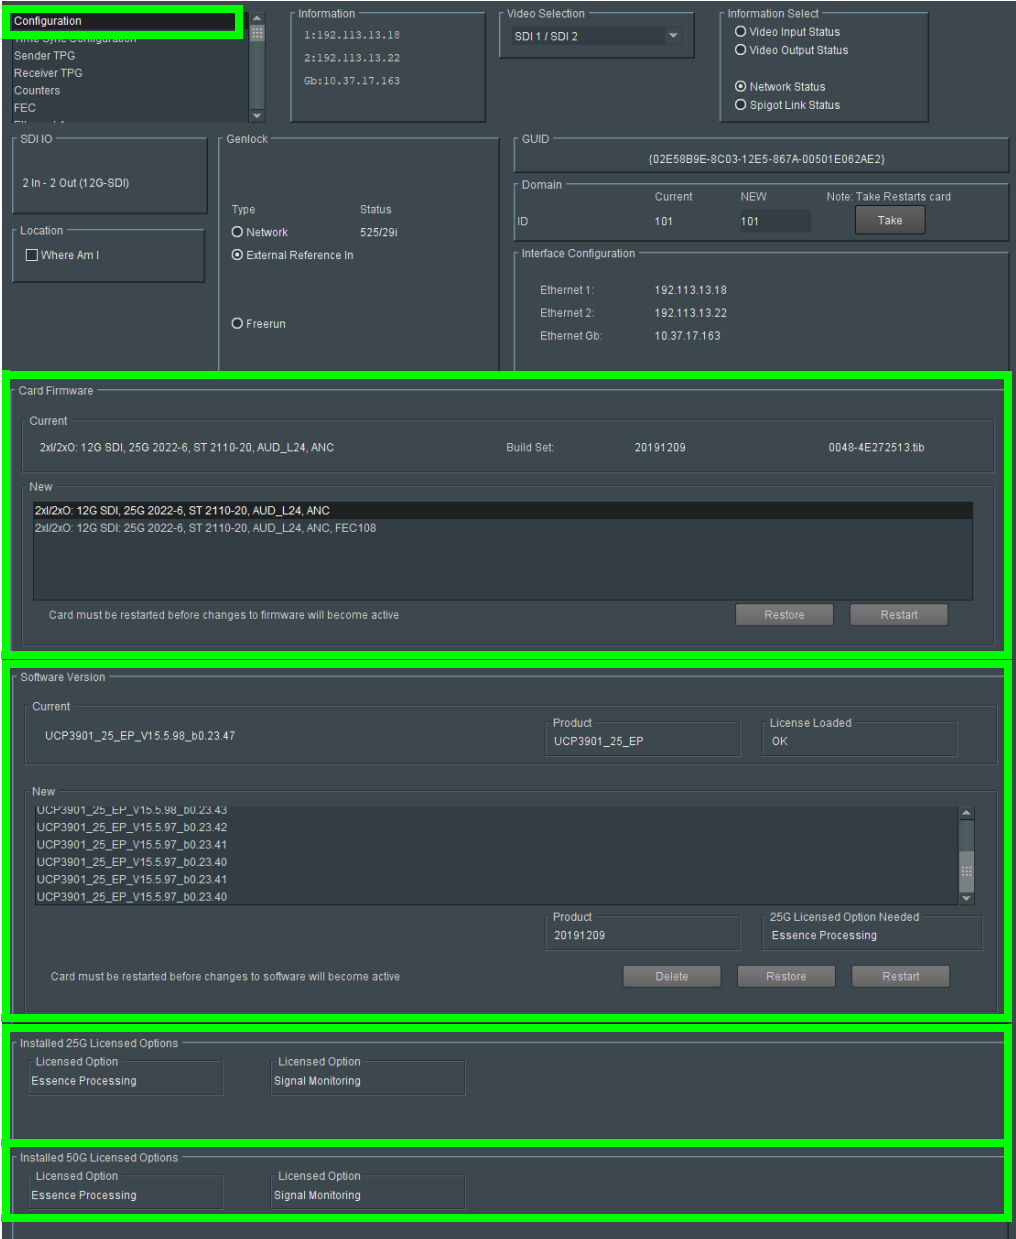 Configuration
Time Sync Configuration
Sender TPG
Receiver TPG
Counters
FEC
Information
1:192.113.13.18
2:192.113.13.22
Gb:10.37.17.163
Video Selection
SDI 1 / SDI 2
Information Select
Video Input Status
Video Output Status
Network Status
Spigot Link Status
SDI IO
2 In - 2 Out (12G-SDI)
Location
Where Am I
Genlock
Type Status
Network 525/29i
External Reference In
Freerun
GUID
{02E58B9E-8C03-12E5-867A-00501E062AE2}
Domain
Current NEW Note: Take Restarts card
ID 101 101 Take
Interface Configuration
Ethernet 1: 192.113.13.18
Ethernet 2: 192.113.13.22
Ethernet Gb: 10.37.17.163
Card Firmware
Current
2xI/2xO: 12G SDI, 25G 2022-6, ST 2110-20, AUD_L24, ANC Build Set: 20191209 0048-4E272513.tib
New
2xI/2xO: 12G SDI, 25G 2022-6, ST 2110-20, AUD_L24, ANC
2xI/2xO: 12G SDI: 25G 2022-6, ST 2110-20, AUD_L24, ANC, FEC108
Card must be restarted before changes to firmware will become active Restore Restart
Software Version
Current
UCP3901_25_EP_V15.5.98_b0.23.47
Product
UCP3901_25_EP
License Loaded
OK
New
UCP3901_25_EP_V15.5.98_b0.23.43
UCP3901_25_EP_V15.5.97_b0.23.42
UCP3901_25_EP_V15.5.97_b0.23.41
UCP3901_25_EP_V15.5.97_b0.23.40
UCP3901_25_EP_V15.5.97_b0.23.41
UCP3901_25_EP_V15.5.97_b0.23.40
Product
20191209
25G Licensed Option Needed
Essence Processing
Card must be restarted before changes to software will become active Delete Restore Restart
Installed 25G Licensed Options
Licensed Option Licensed Option
Essence Processing Signal Monitoring
Installed 50G Licensed Options
Licensed Option Licensed Option
Essence Processing Signal Monitoring